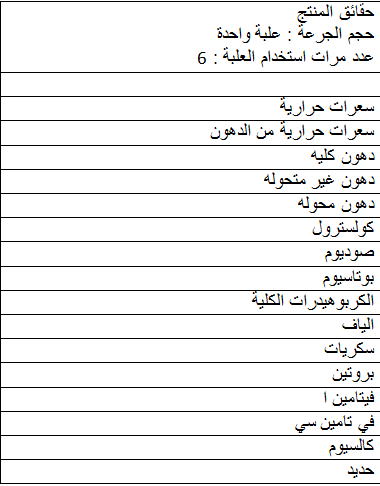 حقائق المنتج
حجم الجرعة : علبة واحدة
عدد مرات استخدام العلبة : 6
سعرات حرارية
سعرات حرارية من الدهون
دهون كليه
دهون غير متحوله
دهون محوله
كولسترول
صوديوم
بوتاسيوم
الكربوهيدرات الكلية
الياف
سكريات
بروتين
فيتامين ا
في تامين سي
كالسيوم
حديد